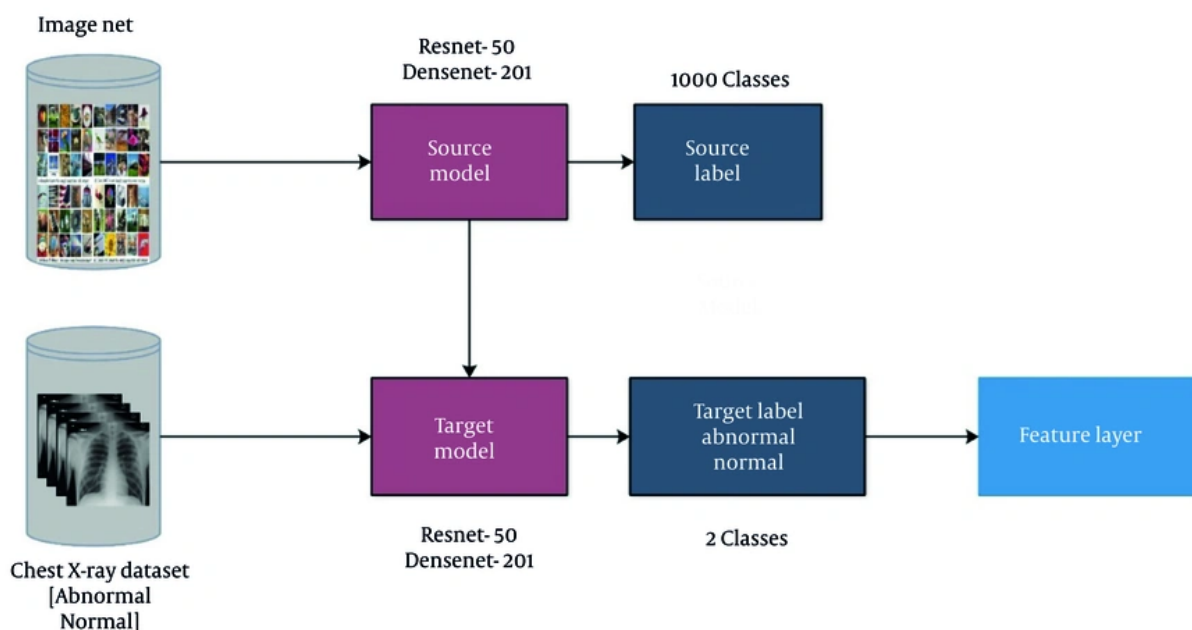 Image net
Resnet- 50
Densenet- 201
1000 Classes
Source
model
Source
label
Target
model
Target label
abnormal
normal
Feature layer
Resnet- 50
Densenet- 201
2 Classes
Chest X-ray dataset
[Abnormal
Normal]